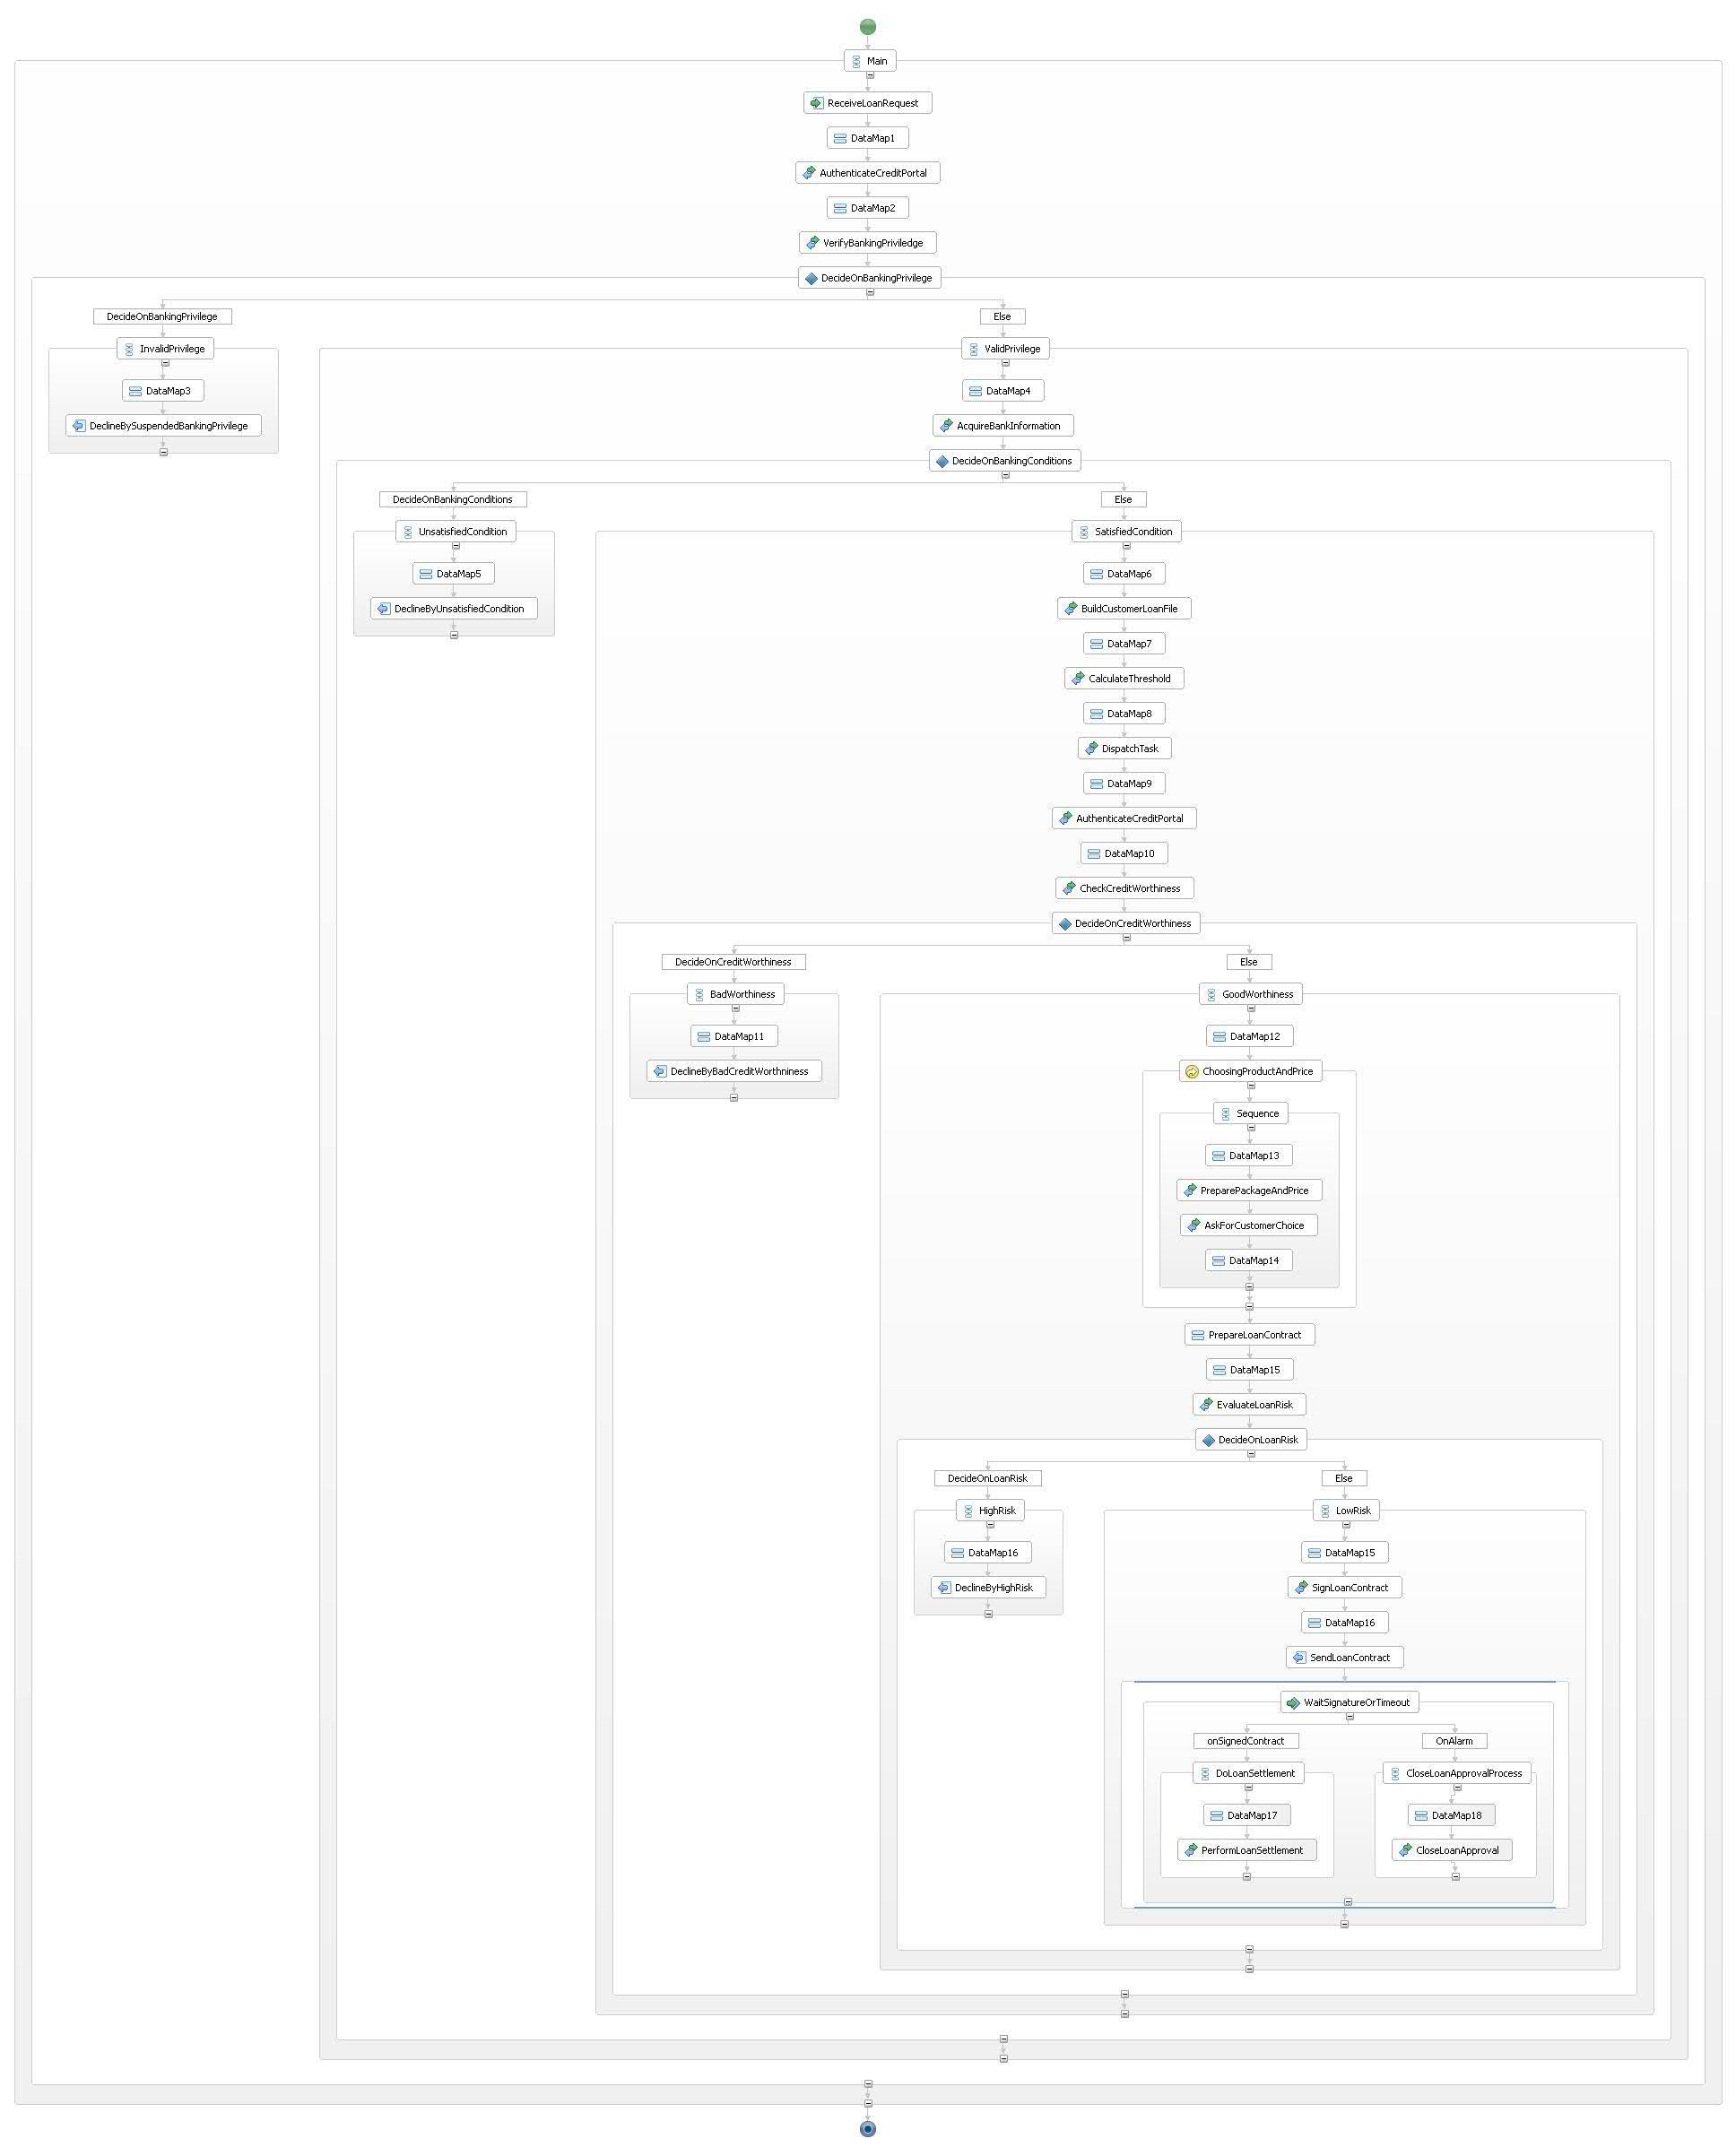 Main
ReceiveLoanRequest
DataMap1
AuthenticateCreditPortal
DataMap2
VerifyBankingPriviledge
DecideOnBankingPrivilege
DecideOnBankingPrivilege
Else
InvalidPrivilege
ValidPrivilege
DataMap3
DataMap4
DeclineBySuspendedBankingPrivilege
AcquireBankInformation
DecideOnBankingConditions
DecideOnBankingConditions
Else
UnsatisfiedCondition
SatisfiedCondition
DataMap5
DataMap6
DeclineByUnsatisfiedCondition
BuildCustomerLoanFile
DataMap7
CalculateThreshold
DataMap8
DispatchTask
DataMap9
AuthenticateCreditPortal
DataMap10
CheckCreditWorthiness
DecideOnCreditWorthiness
DecideOnCreditWorthiness
Else
BadWorthiness
GoodWorthiness
DataMap11
DataMap12
DeclineByBadCreditWorthniness
ChoosingProductAndPrice
Sequence
DataMap13
PreparePackageAndPrice
AskForCustomerChoice
DataMap14
PrepareLoanContract
DataMap15
EvaluateLoanRisk
DecideOnLoanRisk
DecideOnLoanRisk
Else
HighRisk
LowRisk
DataMap16
DataMap15
DeclineByHighRisk
SignLoanContract
DataMap16
SendLoanContract
WaitSignatureOrTimeout
onSignedContract
OnAlarm
DoLoanSettlement
CloseLoanApprovalProcess
DataMap17
DataMap18
PerformLoanSettlement
CloseLoanApproval